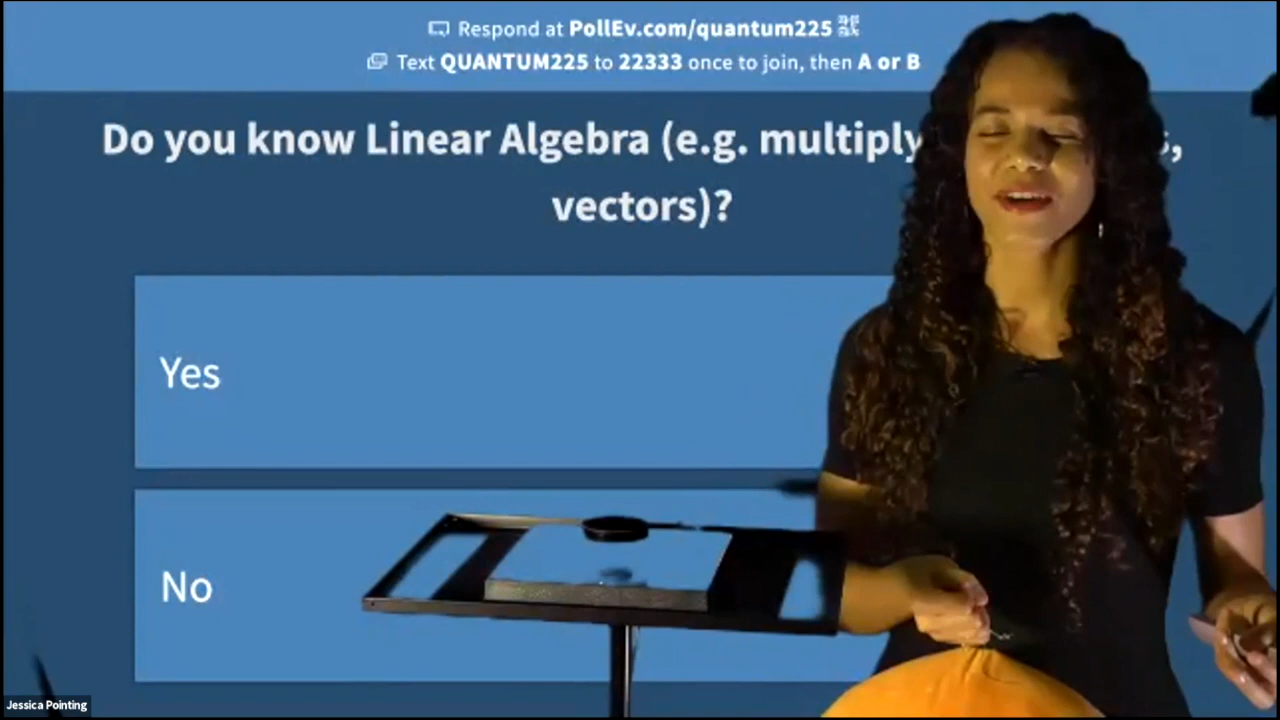 Respond at PollEv.com/quantum225
Text QUANTUM225 to 22333 once to join, then A or B
Do you know Linear Algebra (e.g. multiply
vectors)?
Yes
No
Jessica Pointing